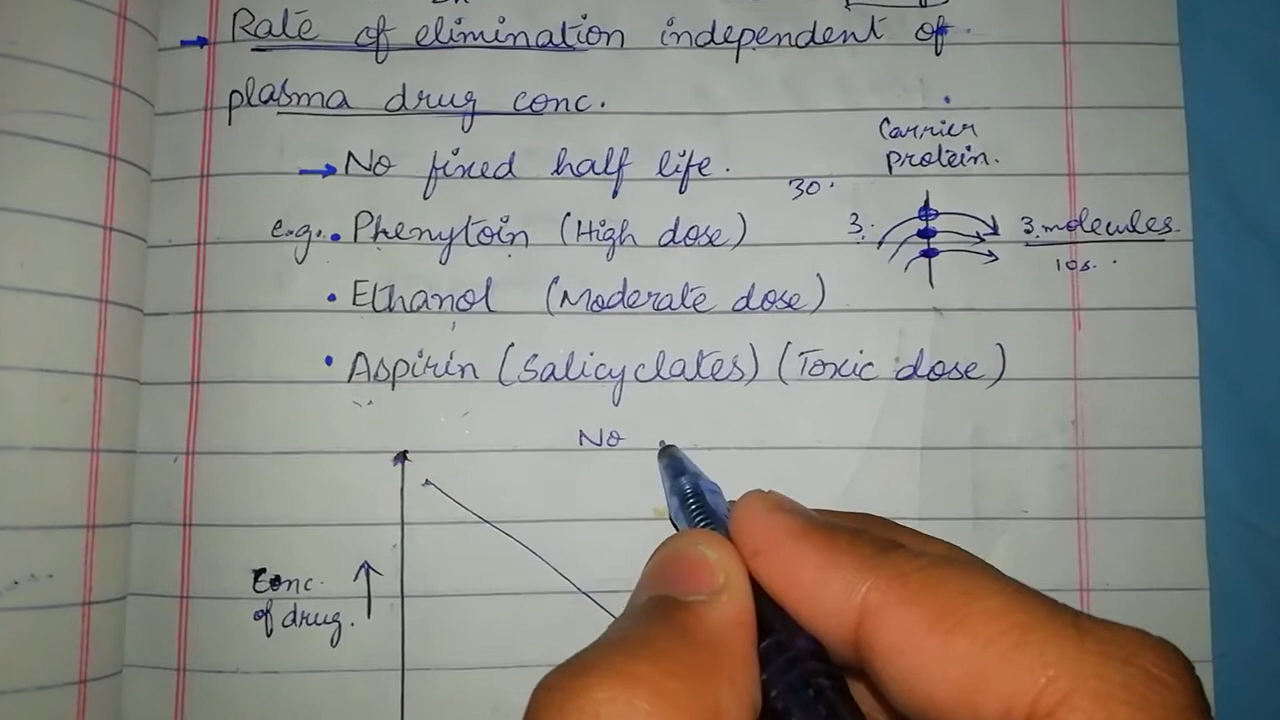 → Rate of elimination independent of
plasma drug conc.
→ No fixed half life.
e.g. • Phenytoin (High dose)
• Ethanol (Moderate dose)
• Aspirin (Salicyclates) (Toxic dose)
Carrier
protein.
30.
3.
3 molecules
10s.
No
Conc.
of drug.